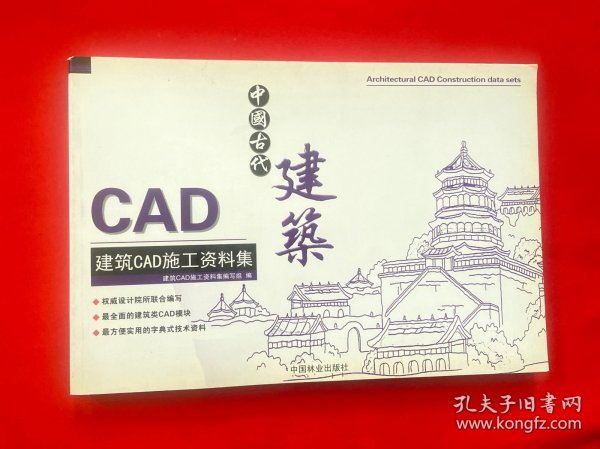 Architectural CAD Construction data sets
中國古代
建築
CAD
建筑CAD施工资料集
建筑CAD施工资料集编写组 编
◆ 权威设计院所联合编写
◆ 最全面的建筑类CAD模块
◆ 最方便实用的字典式技术资料
中国林业出版社
孔夫子旧书网
www.kongfz.com